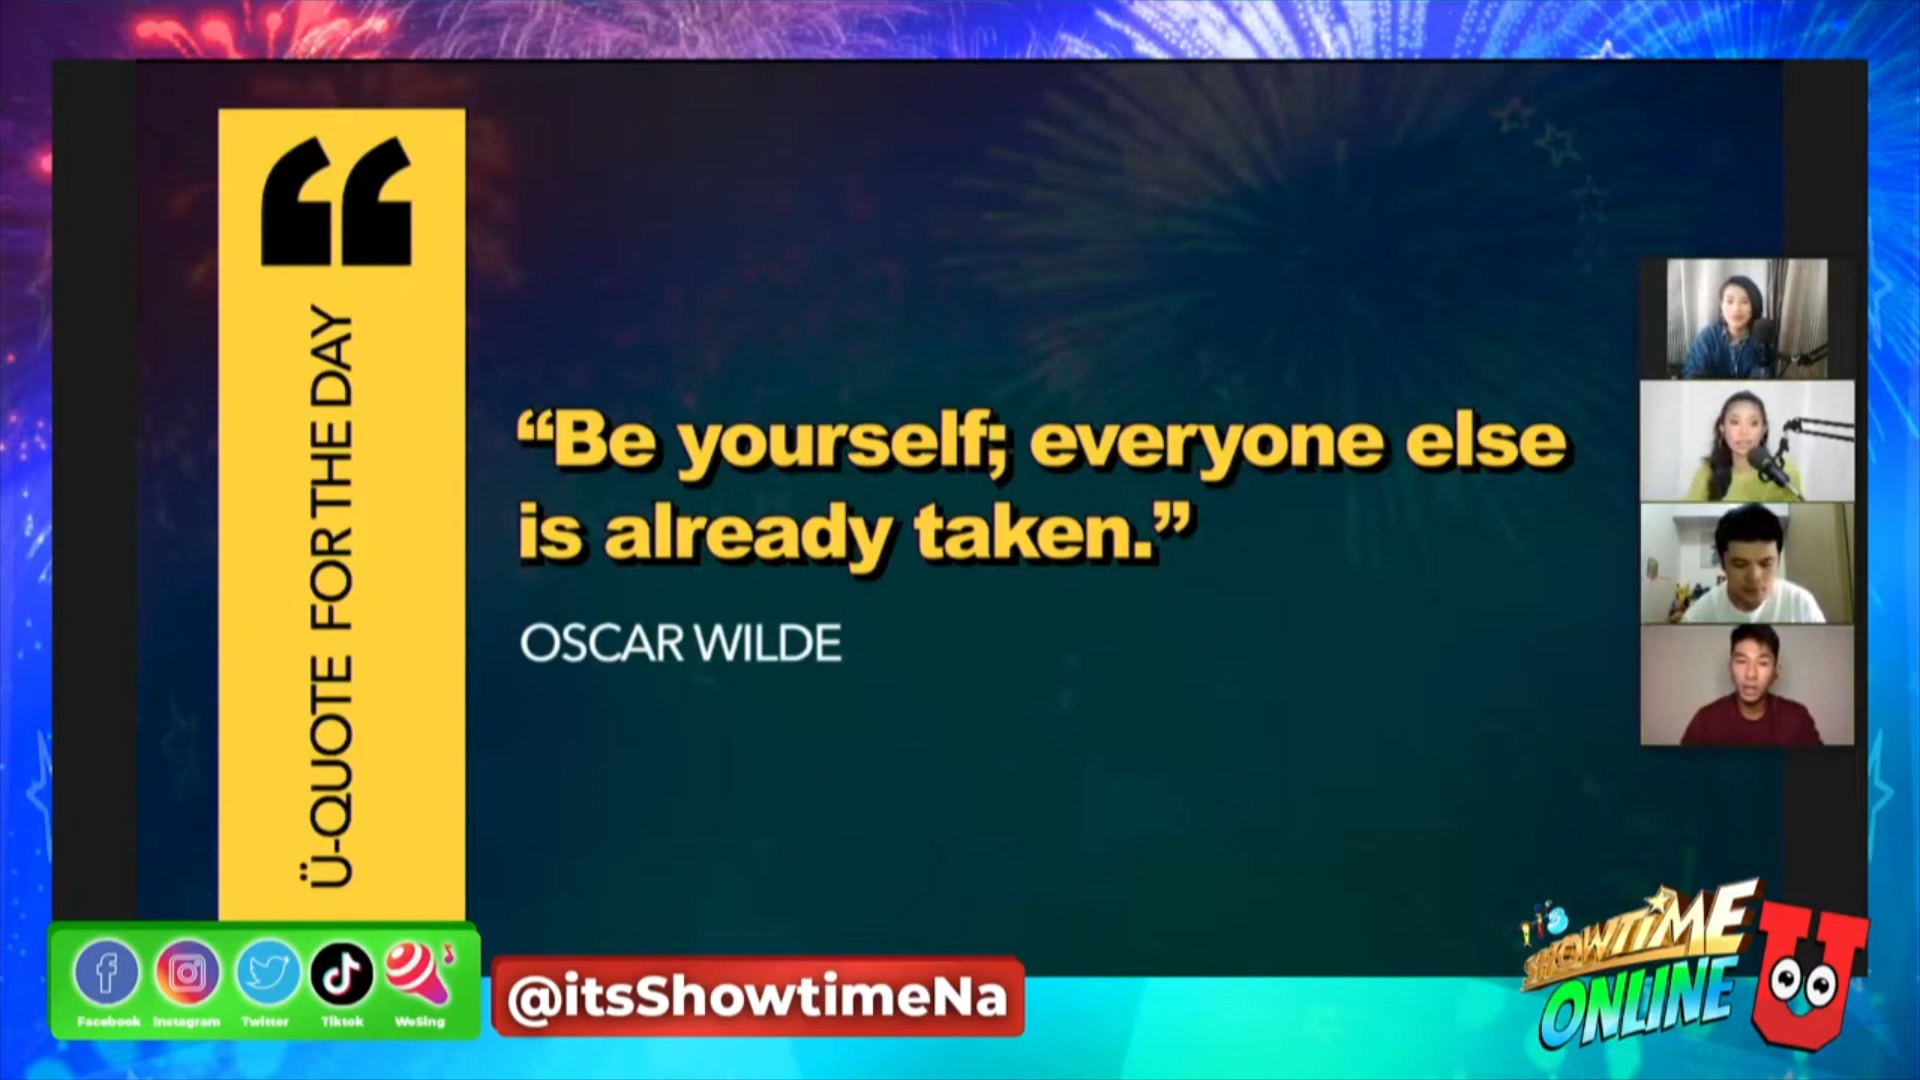 Ü-QUOTE FOR THE DAY
“Be yourself; everyone else
is already taken.”
OSCAR WILDE
Facebook Instagram Twitter Tiktok WeSing
@itsShowtimeNa
it's
SHOWTIME
ONLINE
U